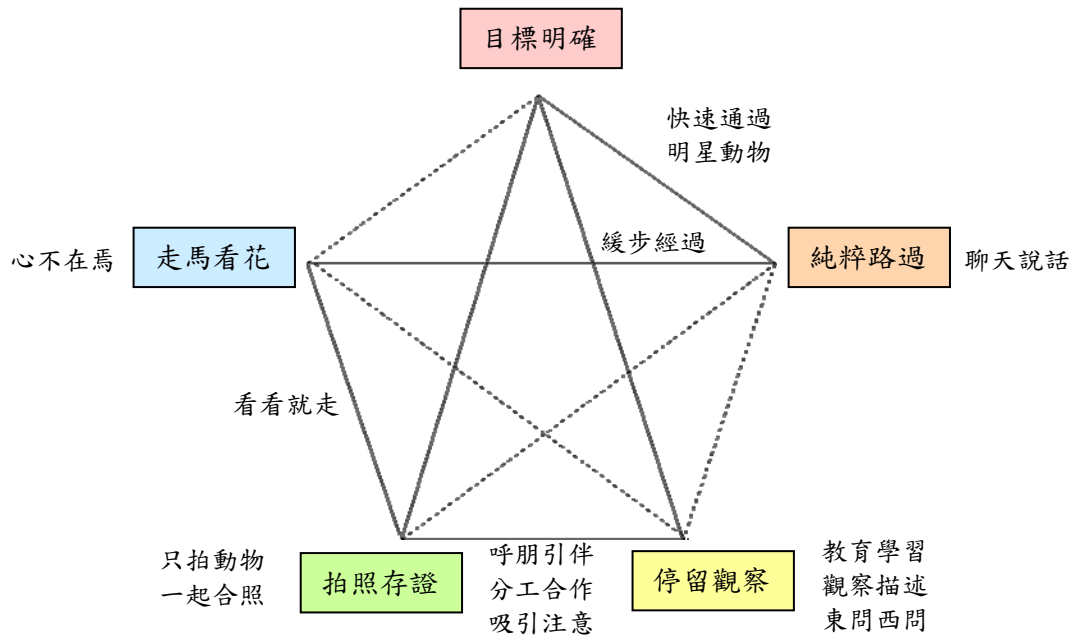 目標明確
快速通過
明星動物
緩步經過
心不在焉
走馬看花
純粹路過
聊天說話
看看就走
只拍動物
一起合照
拍照存證
呼朋引伴
分工合作
吸引注意
停留觀察
教育學習
觀察描述
東問西問